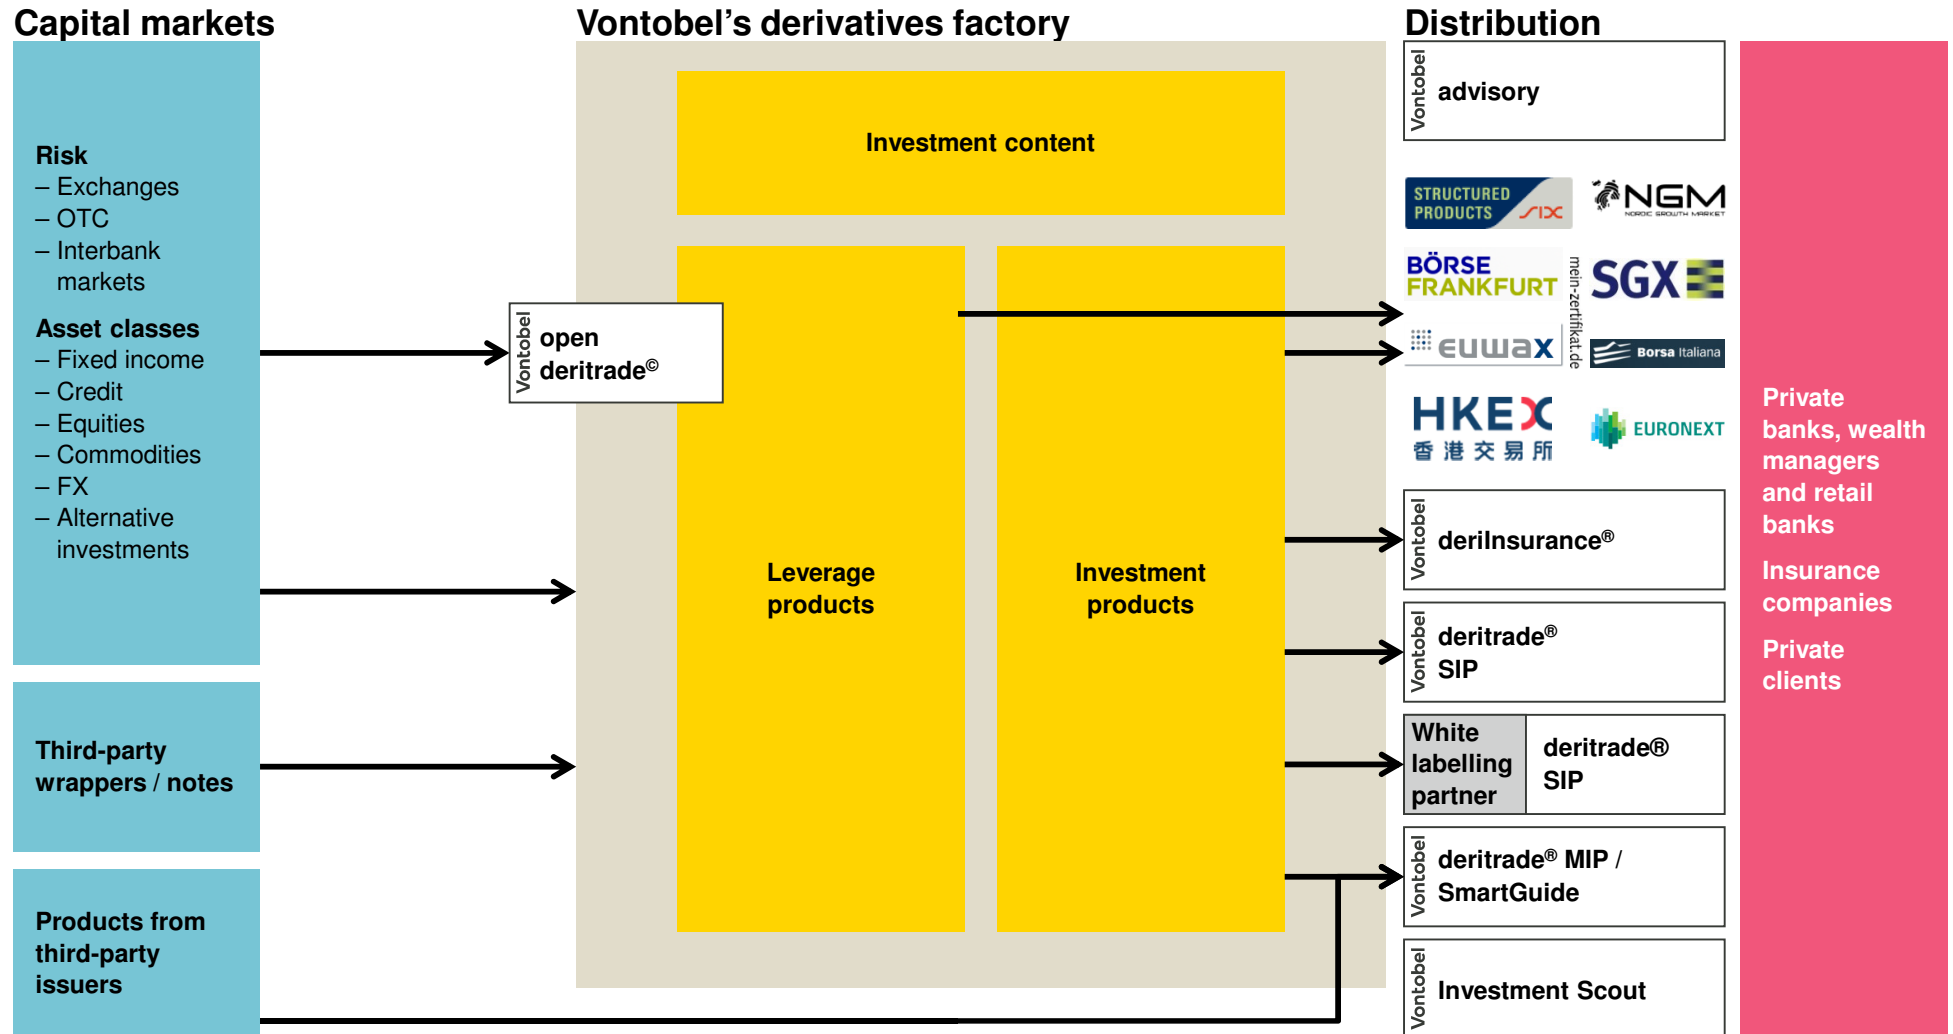 Capital markets
Risk
– Exchanges
– OTC
– Interbank
markets
Asset classes
– Fixed income
– Credit
– Equities
– Commodities
– FX
– Alternative
investments
Third-party
wrappers / notes
Products from
third-party
issuers
Vontobel’s derivatives factory
Investment content
Vontobel
open
deritrade©
Leverage
products
Investment
products
Distribution
Vontobel
advisory
STRUCTURED
PRODUCTS
SIX
NGM
NORDIC GROWTH MARKET
BÖRSE
FRANKFURT
mein-zertifikat.de
SGX
euwax
Borsa Italiana
HKEX
香港交易所
EURONEXT
Vontobel
derilnsurance®
Vontobel
deritrade®
SIP
White
labelling
partner
deritrade®
SIP
Vontobel
deritrade® MIP /
SmartGuide
Vontobel
Investment Scout
Private
banks, wealth
managers
and retail
banks
Insurance
companies
Private
clients